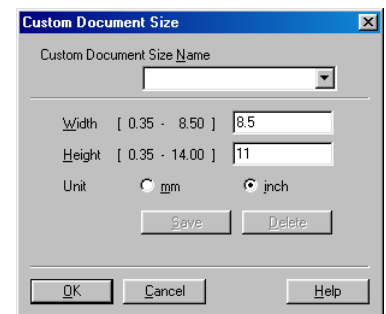 Custom Document Size
Custom Document Size Name
Width [ 0.35 - 8.50 ] 8.5
Height [ 0.35 - 14.00 ] 11
Unit mm inch
Save Delete
OK Cancel Help